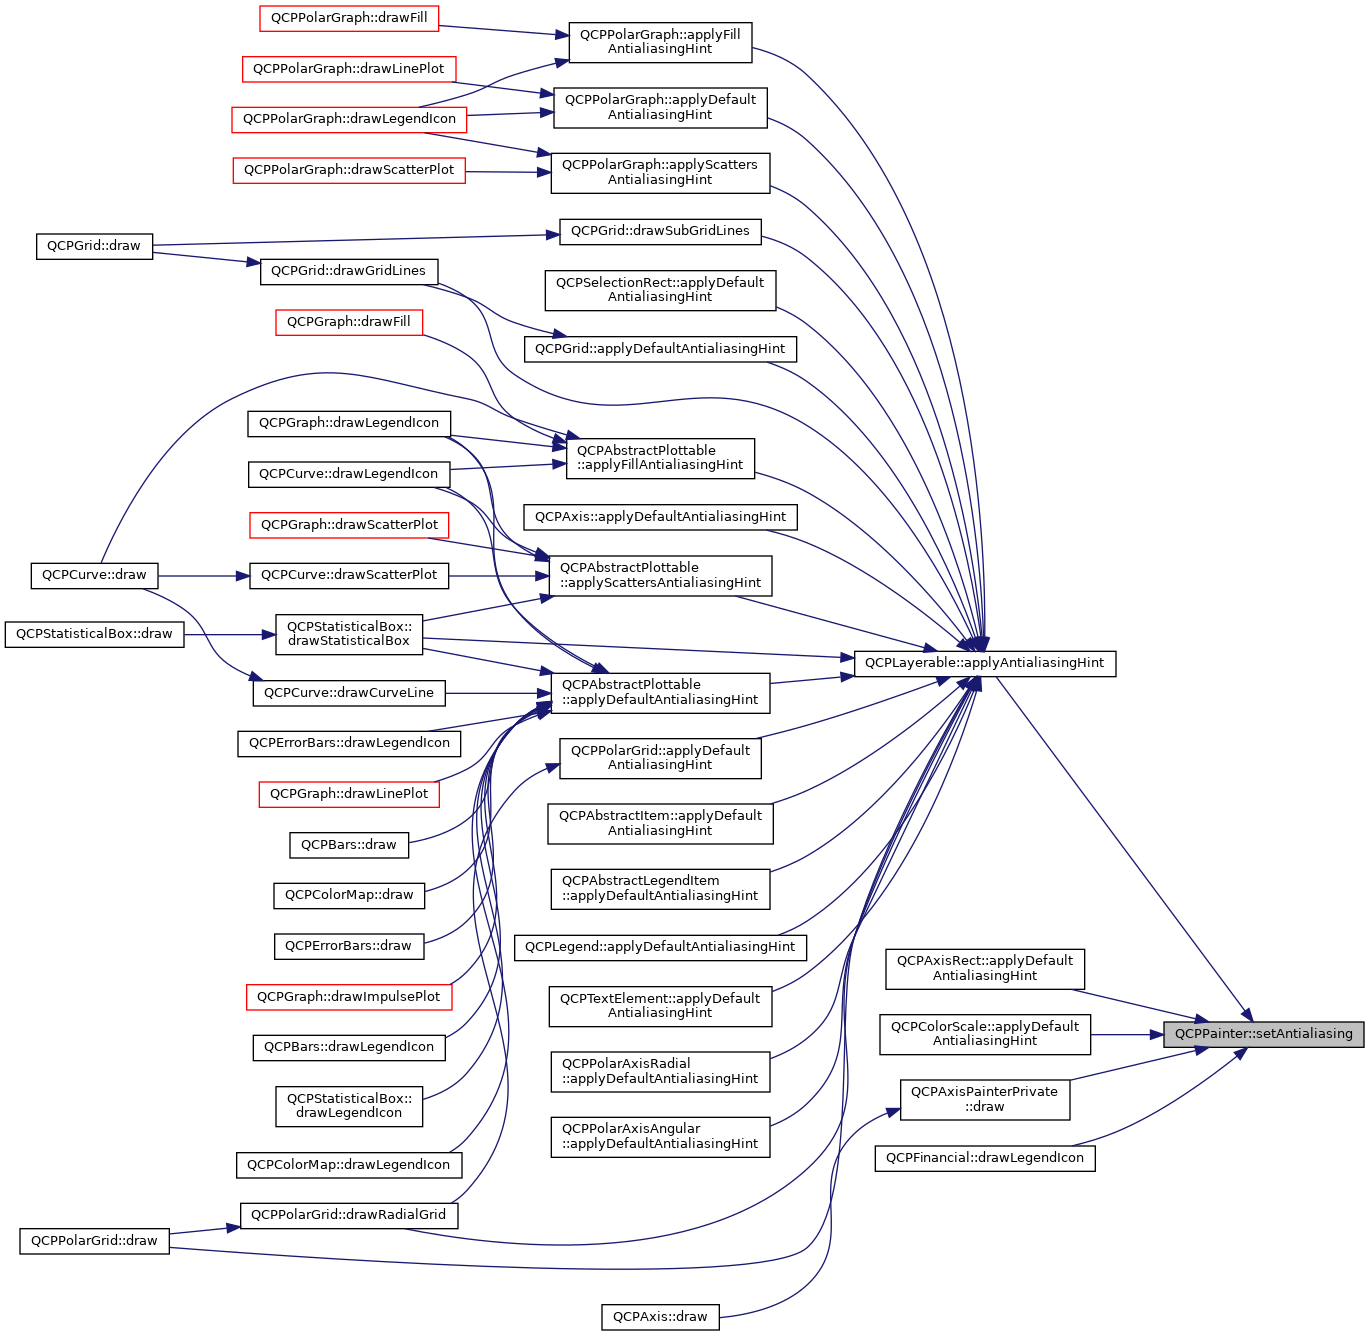 QCPPolarGraph::drawFill
QCPPolarGraph::applyFill
AntialiasingHint
QCPPolarGraph::drawLinePlot
QCPPolarGraph::applyDefault
AntialiasingHint
QCPPolarGraph::drawLegendIcon
QCPPolarGraph::applyScatters
AntialiasingHint
QCPPolarGraph::drawScatterPlot
QCPGrid::drawSubGridLines
QCPGrid::draw
QCPGrid::drawGridLines
QCPSelectionRect::applyDefault
AntialiasingHint
QCPGraph::drawFill
QCPGrid::applyDefaultAntialiasingHint
QCPGraph::drawLegendIcon
QCPAbstractPlottable
::applyFillAntialiasingHint
QCPCurve::drawLegendIcon
QCPAxis::applyDefaultAntialiasingHint
QCPGraph::drawScatterPlot
QCPAbstractPlottable
::applyScattersAntialiasingHint
QCPCurve::draw
QCPCurve::drawScatterPlot
QCPStatisticalBox::draw
QCPStatisticalBox::
drawStatisticalBox
QCPLayerable::applyAntialiasingHint
QCPCurve::drawCurveLine
QCPAbstractPlottable
::applyDefaultAntialiasingHint
QCPErrorBars::drawLegendIcon
QCPPolarGrid::applyDefault
AntialiasingHint
QCPGraph::drawLinePlot
QCPAbstractItem::applyDefault
AntialiasingHint
QCPBars::draw
QCPColorMap::draw
QCPAbstractLegendItem
::applyDefaultAntialiasingHint
QCPErrorBars::draw
QCPLegend::applyDefaultAntialiasingHint
QCPAxisRect::applyDefault
AntialiasingHint
QCPGraph::drawImpulsePlot
QCPTextElement::applyDefault
AntialiasingHint
QCPColorScale::applyDefault
AntialiasingHint
QCPPainter::setAntialiasing
QCPBars::drawLegendIcon
QCPPolarAxisRadial
::applyDefaultAntialiasingHint
QCPAxisPainterPrivate
::draw
QCPStatisticalBox::
drawLegendIcon
QCPPolarAxisAngular
::applyDefaultAntialiasingHint
QCPFinancial::drawLegendIcon
QCPColorMap::drawLegendIcon
QCPPolarGrid::drawRadialGrid
QCPPolarGrid::draw
QCPAxis::draw